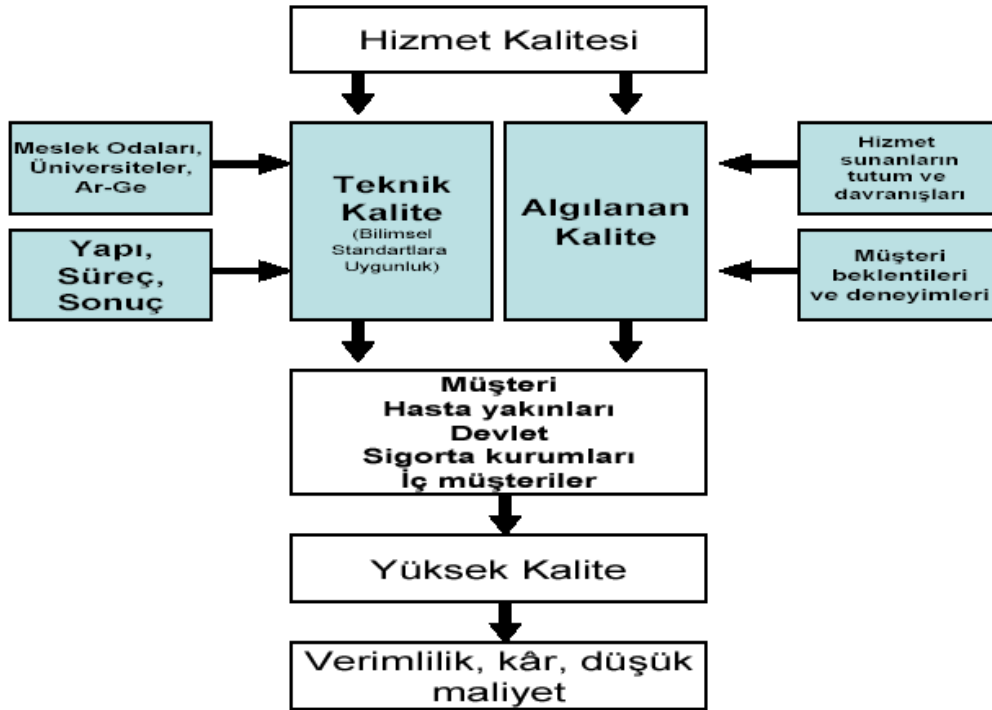 Hizmet Kalitesi
Meslek Odaları,
Üniversiteler,
Ar-Ge
Yapı,
Süreç,
Sonuç
Teknik
Kalite
(Bilimsel
Standartlara
Uygunluk)
Algılanan
Kalite
Hizmet
sunanların
tutum ve
davranışları
Müşteri
beklentileri
ve deneyimleri
Müşteri
Hasta yakınları
Devlet
Sigorta kurumları
İç müşteriler
Yüksek Kalite
Verimlilik, kâr, düşük
maliyet